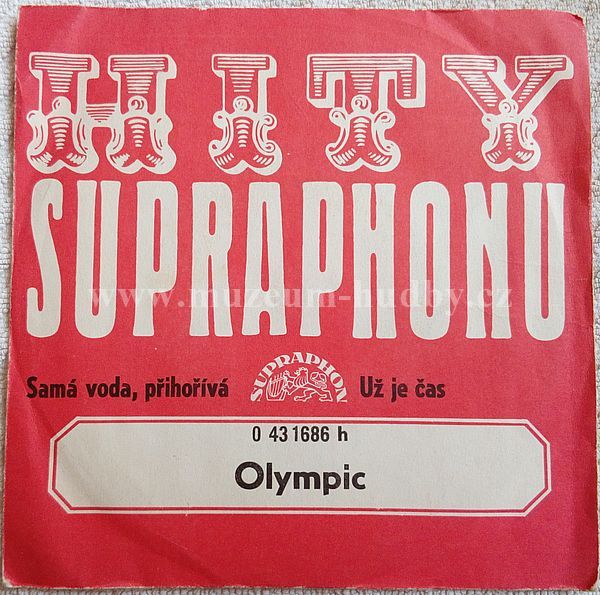 HITY
SUPRAPHONU
www.muzeum-hudby.cz
Samá voda, přihořívá SUPRAPHON Už je čas
0 43 1686 h
Olympic